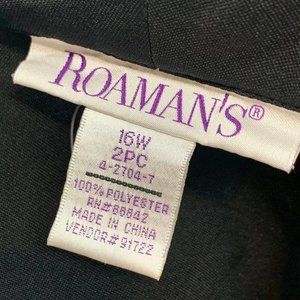 ROAMAN'S®
16W
2PC
4-2704-7
100% POLYESTER
RN#88842
MADE IN CHINA
VENDOR# 91722